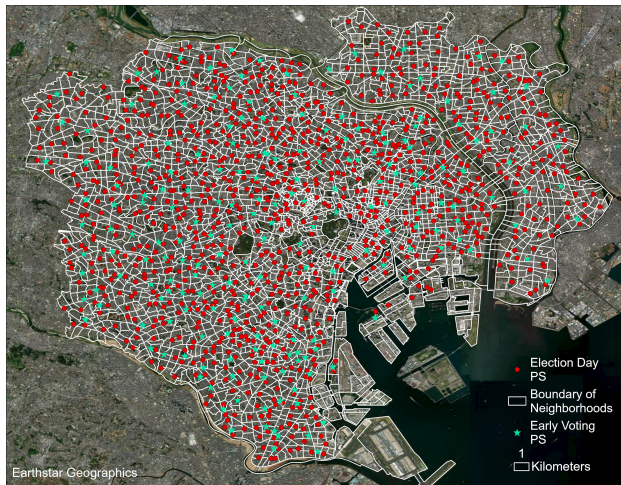 Election Day
PS
Boundary of
Neighborhoods
Early Voting
PS
1
Kilometers
Earthstar Geographics